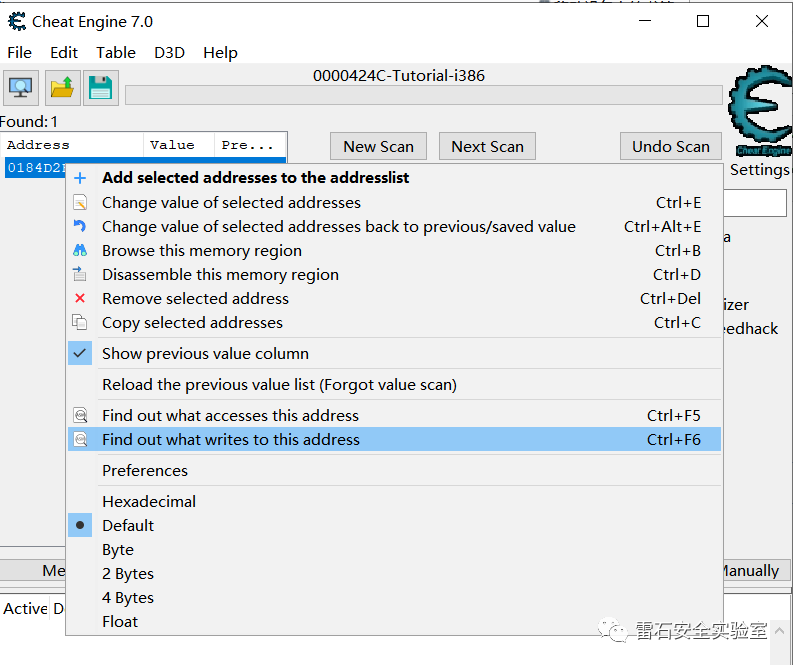 Cheat Engine 7.0
File Edit Table D3D Help
0000424C-Tutorial-i386
Found: 1
Address Value Pre...
New Scan Next Scan Undo Scan
Cheat Engine
Settings
0184D2
Add selected addresses to the addresslist
Change value of selected addresses Ctrl+E
Change value of selected addresses back to previous/saved value Ctrl+Alt+E
Browse this memory region Ctrl+B
Disassemble this memory region Ctrl+D
Remove selected address Ctrl+Del
Copy selected addresses Ctrl+C
Show previous value column
Reload the previous value list (Forgot value scan)
Find out what accesses this address Ctrl+F5
Find out what writes to this address Ctrl+F6
Preferences
Hexadecimal
Default
Byte
2 Bytes
4 Bytes
Float
a
izer
eedhack
Me
Manually
Active D
雷石安全实验室